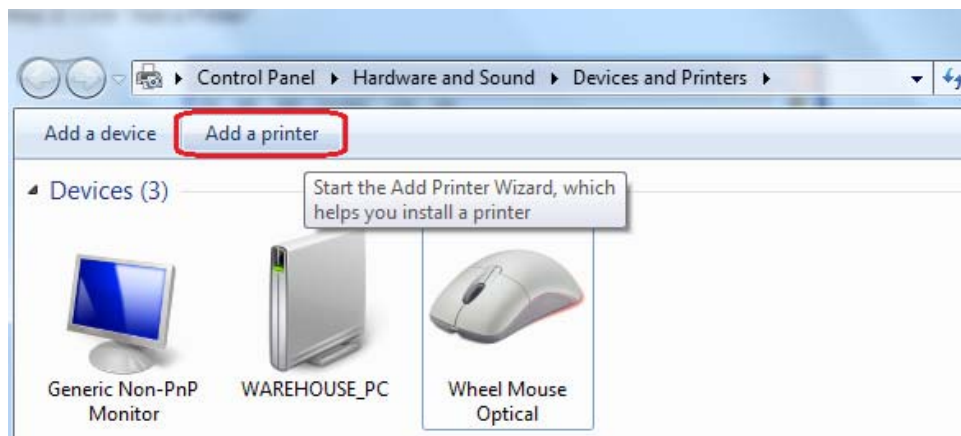 Control Panel ▸ Hardware and Sound ▸ Devices and Printers ▸
Add a device Add a printer
Devices (3)
Start the Add Printer Wizard, which
helps you install a printer
Generic Non-PnP
Monitor
WAREHOUSE_PC
Wheel Mouse
Optical